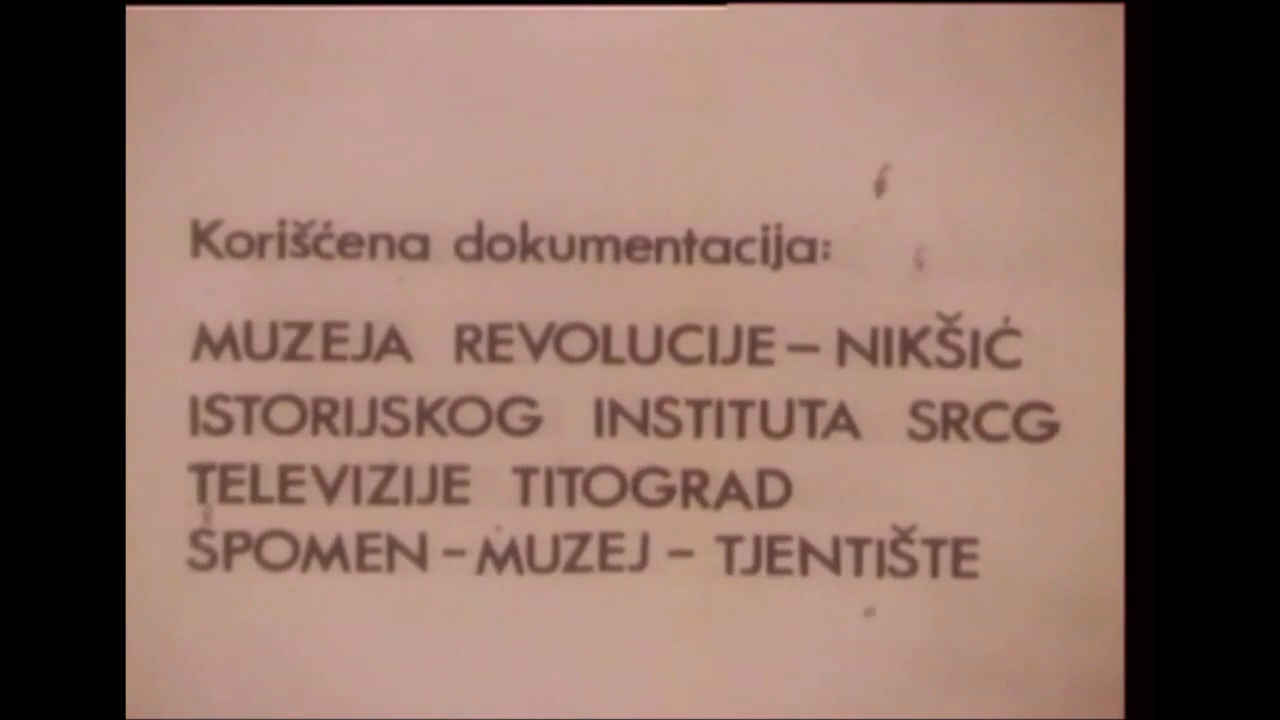 Korišćena dokumentacija:
MUZEJA REVOLUCIJE – NIKŠIĆ
ISTORIJSKOG INSTITUTA SRCG
TELEVIZIJE TITOGRAD
SPOMEN – MUZEJ – TJENTIŠTE